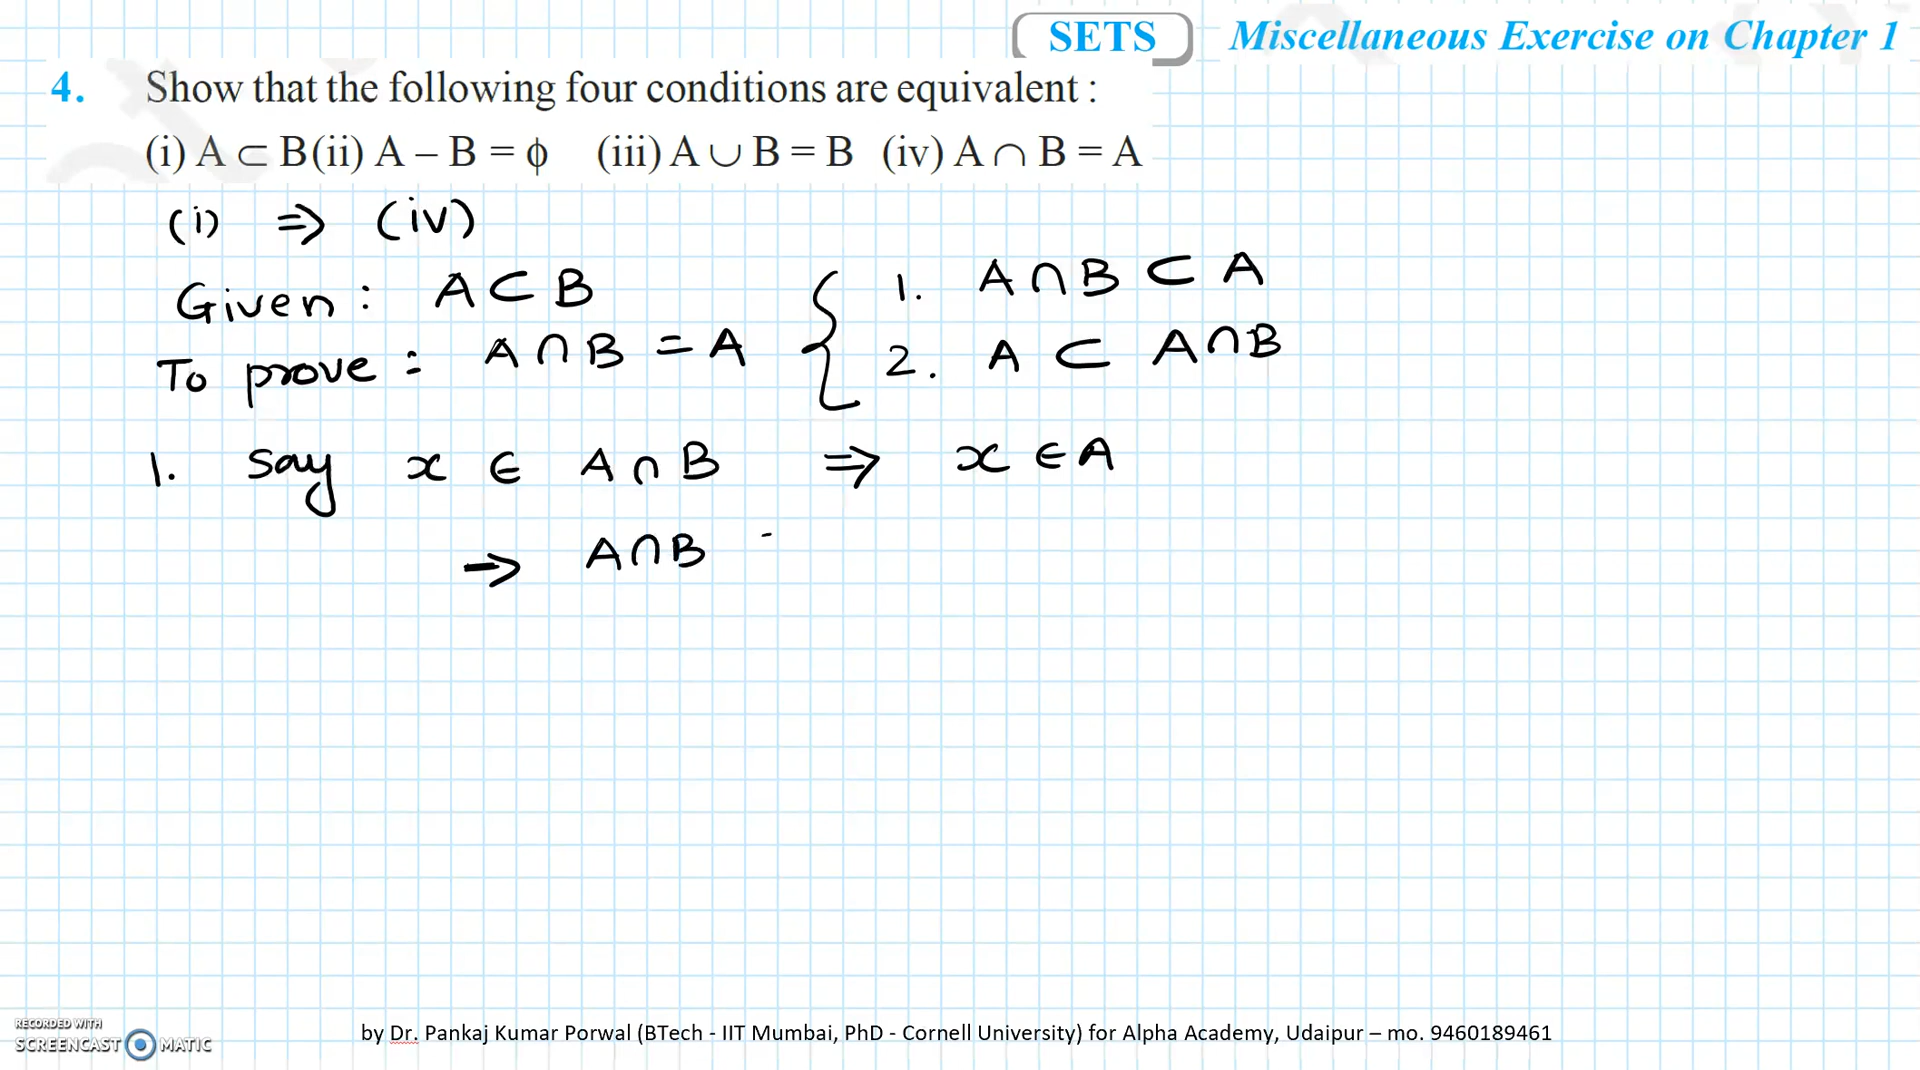 SETS Miscellaneous Exercise on Chapter 1
4. Show that the following four conditions are equivalent :
(i) A ⊂ B(ii) A – B = ϕ (iii) A ∪ B = B (iv) A ∩ B = A
(i) ⇒ (iv)
Given : A ⊂ B
To prove : A ∩ B = A { 1. A ∩ B ⊂ A
2. A ⊂ A ∩ B
1. say x ∈ A ∩ B ⇒ x ∈ A
⇒ A ∩ B
RECORDED WITH
SCREENCAST MATIC
by Dr. Pankaj Kumar Porwal (BTech - IIT Mumbai, PhD - Cornell University) for Alpha Academy, Udaipur – mo. 9460189461